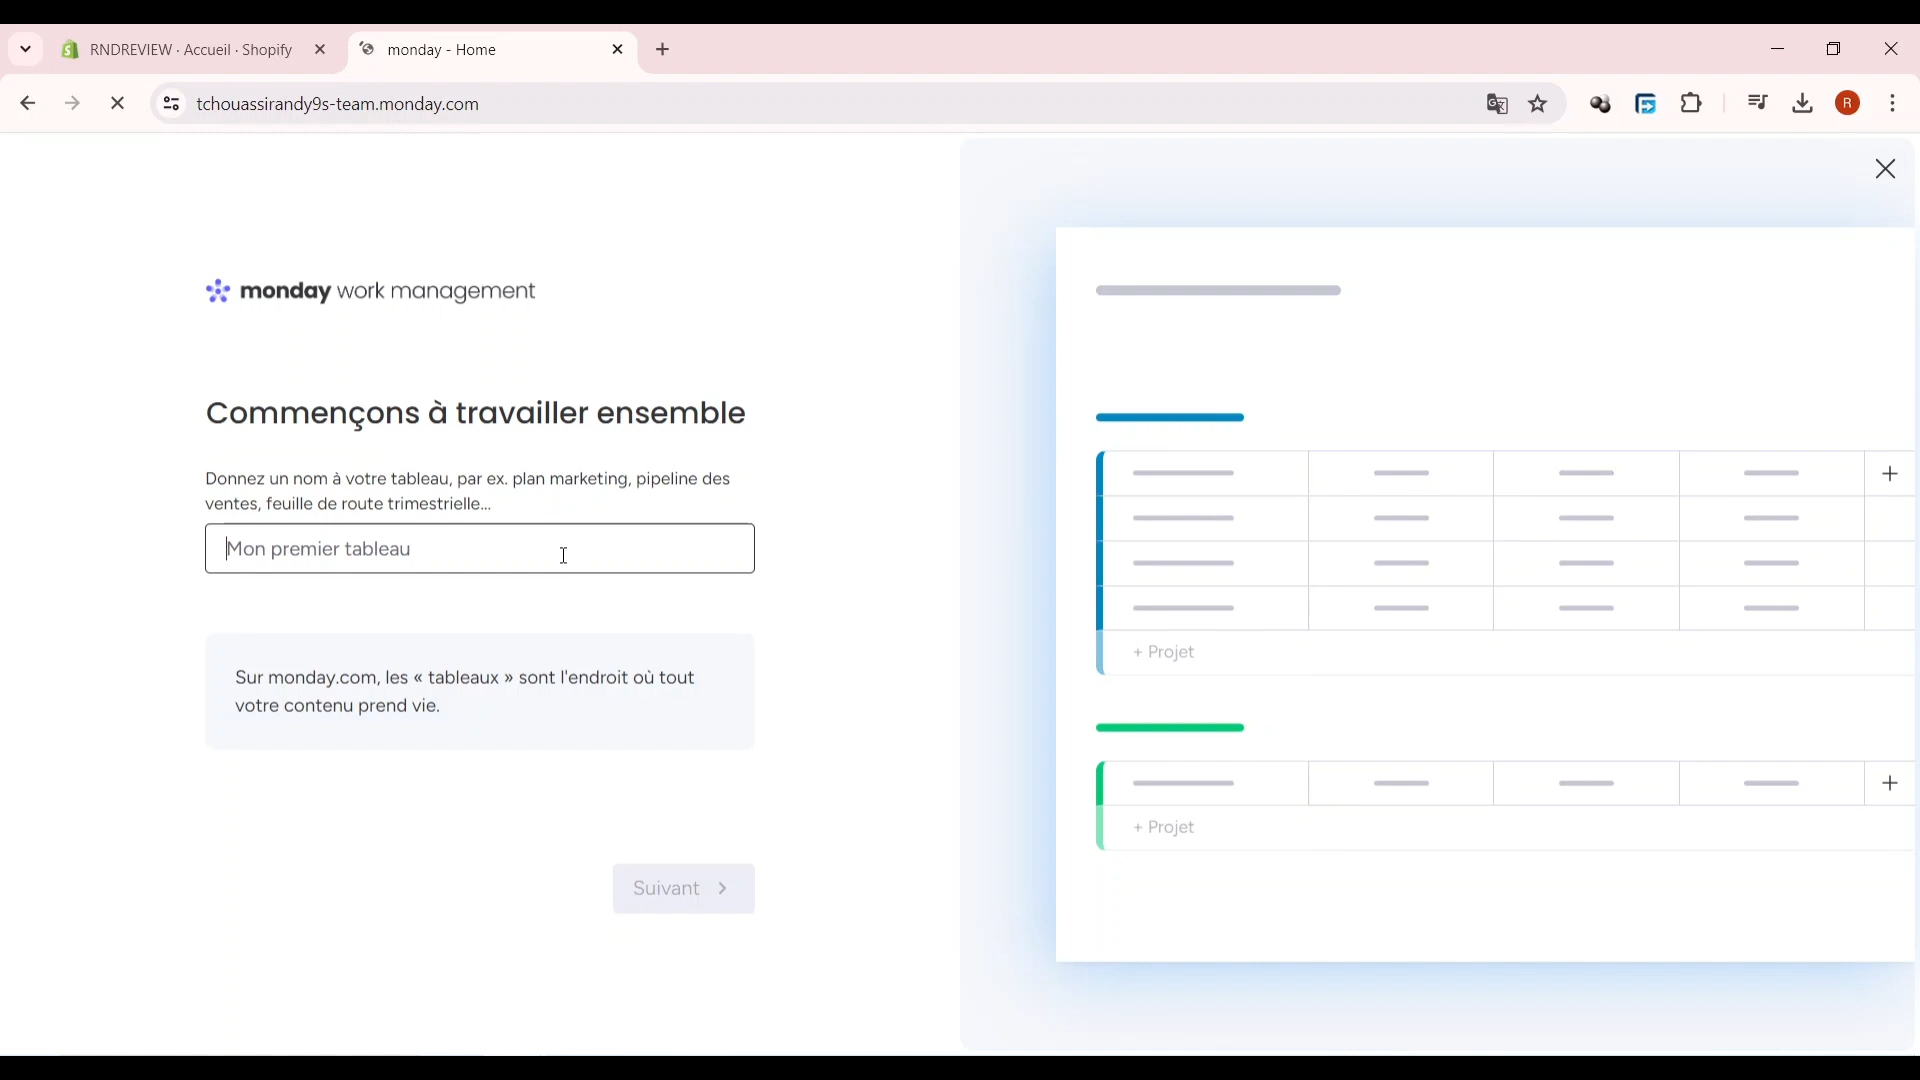 RNDREVIEW · Accueil · Shopify
monday - Home
tchouassirandy9s-team.monday.com
R
monday work management
Commençons à travailler ensemble
Donnez un nom à votre tableau, par ex. plan marketing, pipeline des
ventes, feuille de route trimestrielle...
Mon premier tableau
Sur monday.com, les « tableaux » sont l'endroit où tout
votre contenu prend vie.
Suivant
+ Projet
+ Projet